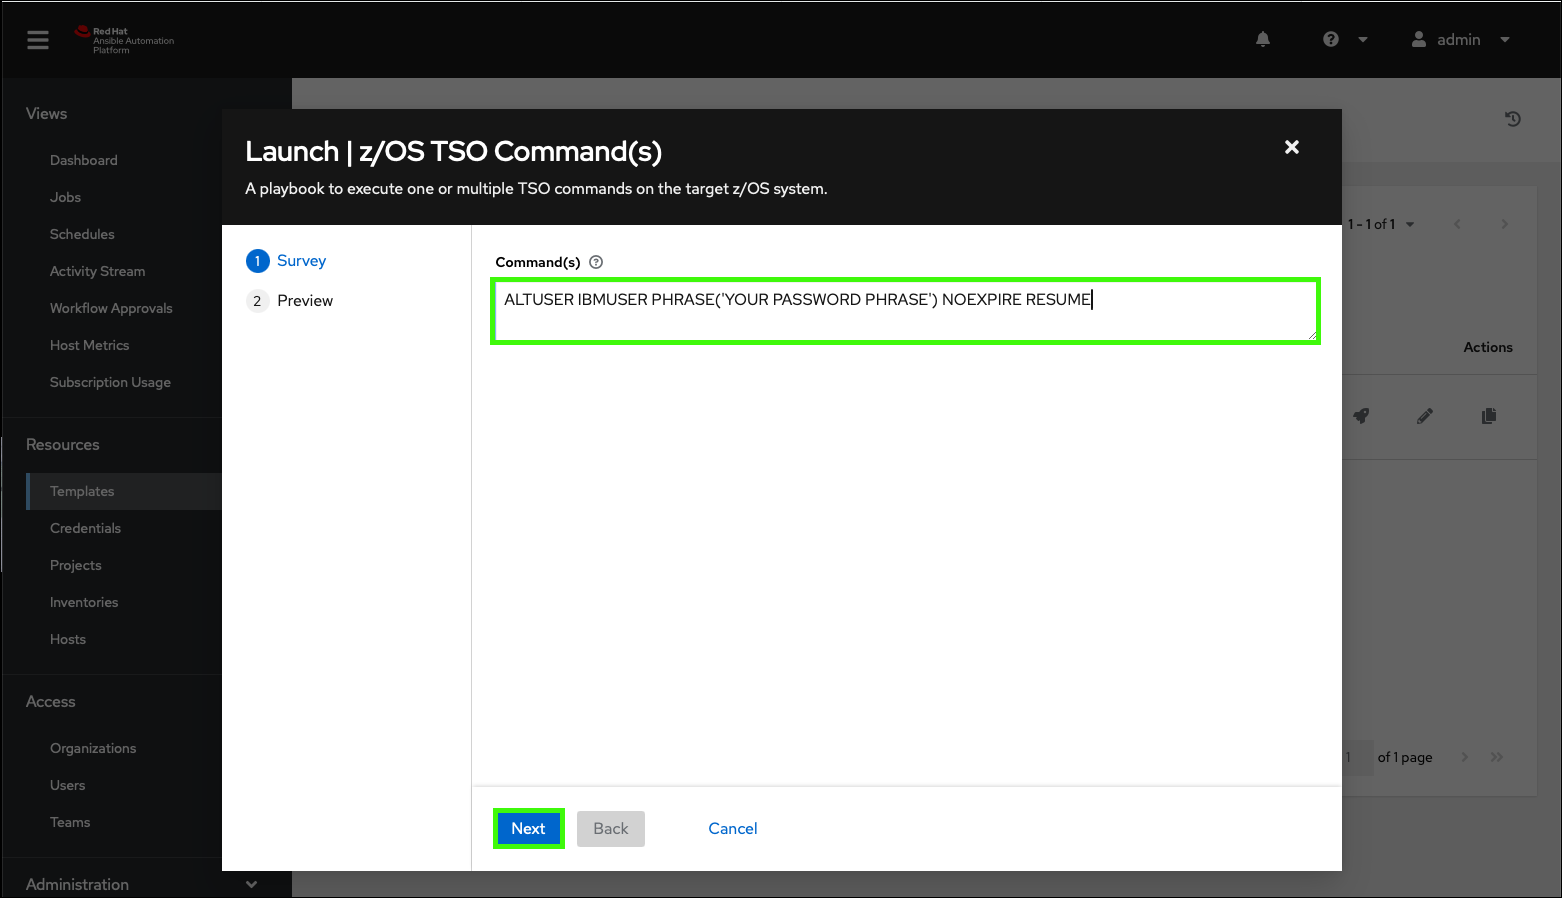 Red Hat
Ansible Automation
Platform
admin
Views
Dashboard
Jobs
Schedules
Activity Stream
Workflow Approvals
Host Metrics
Subscription Usage
Resources
Templates
Credentials
Projects
Inventories
Hosts
Access
Organizations
Users
Teams
Administration
Launch | z/OS TSO Command(s)
A playbook to execute one or multiple TSO commands on the target z/OS system.
1 Survey
2 Preview
Command(s)
ALTUSER IBMUSER PHRASE('YOUR PASSWORD PHRASE') NOEXPIRE RESUME
Next
Back
Cancel
1 - 1 of 1
Actions
1 of 1 page